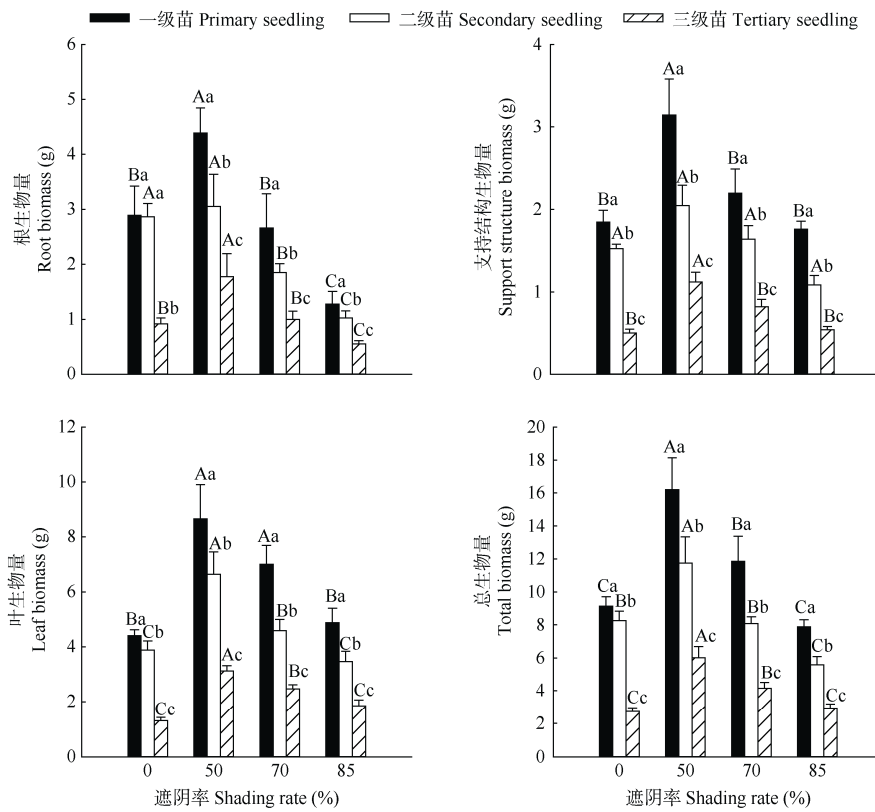 一级苗 Primary seedling 二级苗 Secondary seedling 三级苗 Tertiary seedling
根生物量
Root biomass (g)
6
5
4
3
2
1
0
Ba
Aa
Bb
Aa
Ab
Ac
Ba
Bb
Bc
Ca
Cb
Cc
支持结构生物量
Support structure biomass (g)
4
3
2
1
0
Ba
Ab
Bc
Aa
Ab
Ac
Ba
Ab
Bc
Ba
Ab
Bc
叶生物量
Leaf biomass (g)
12
10
8
6
4
2
0
Ba
Cb
Cc
Aa
Ab
Ac
Aa
Bb
Bc
Ba
Cb
Cc
0 50 70 85
遮阴率 Shading rate (%)
总生物量
Total biomass (g)
20
18
16
14
12
10
8
6
4
2
0
Ca
Bb
Cc
Aa
Ab
Ac
Ba
Bb
Bc
Ca
Cb
Cc
0 50 70 85
遮阴率 Shading rate (%)